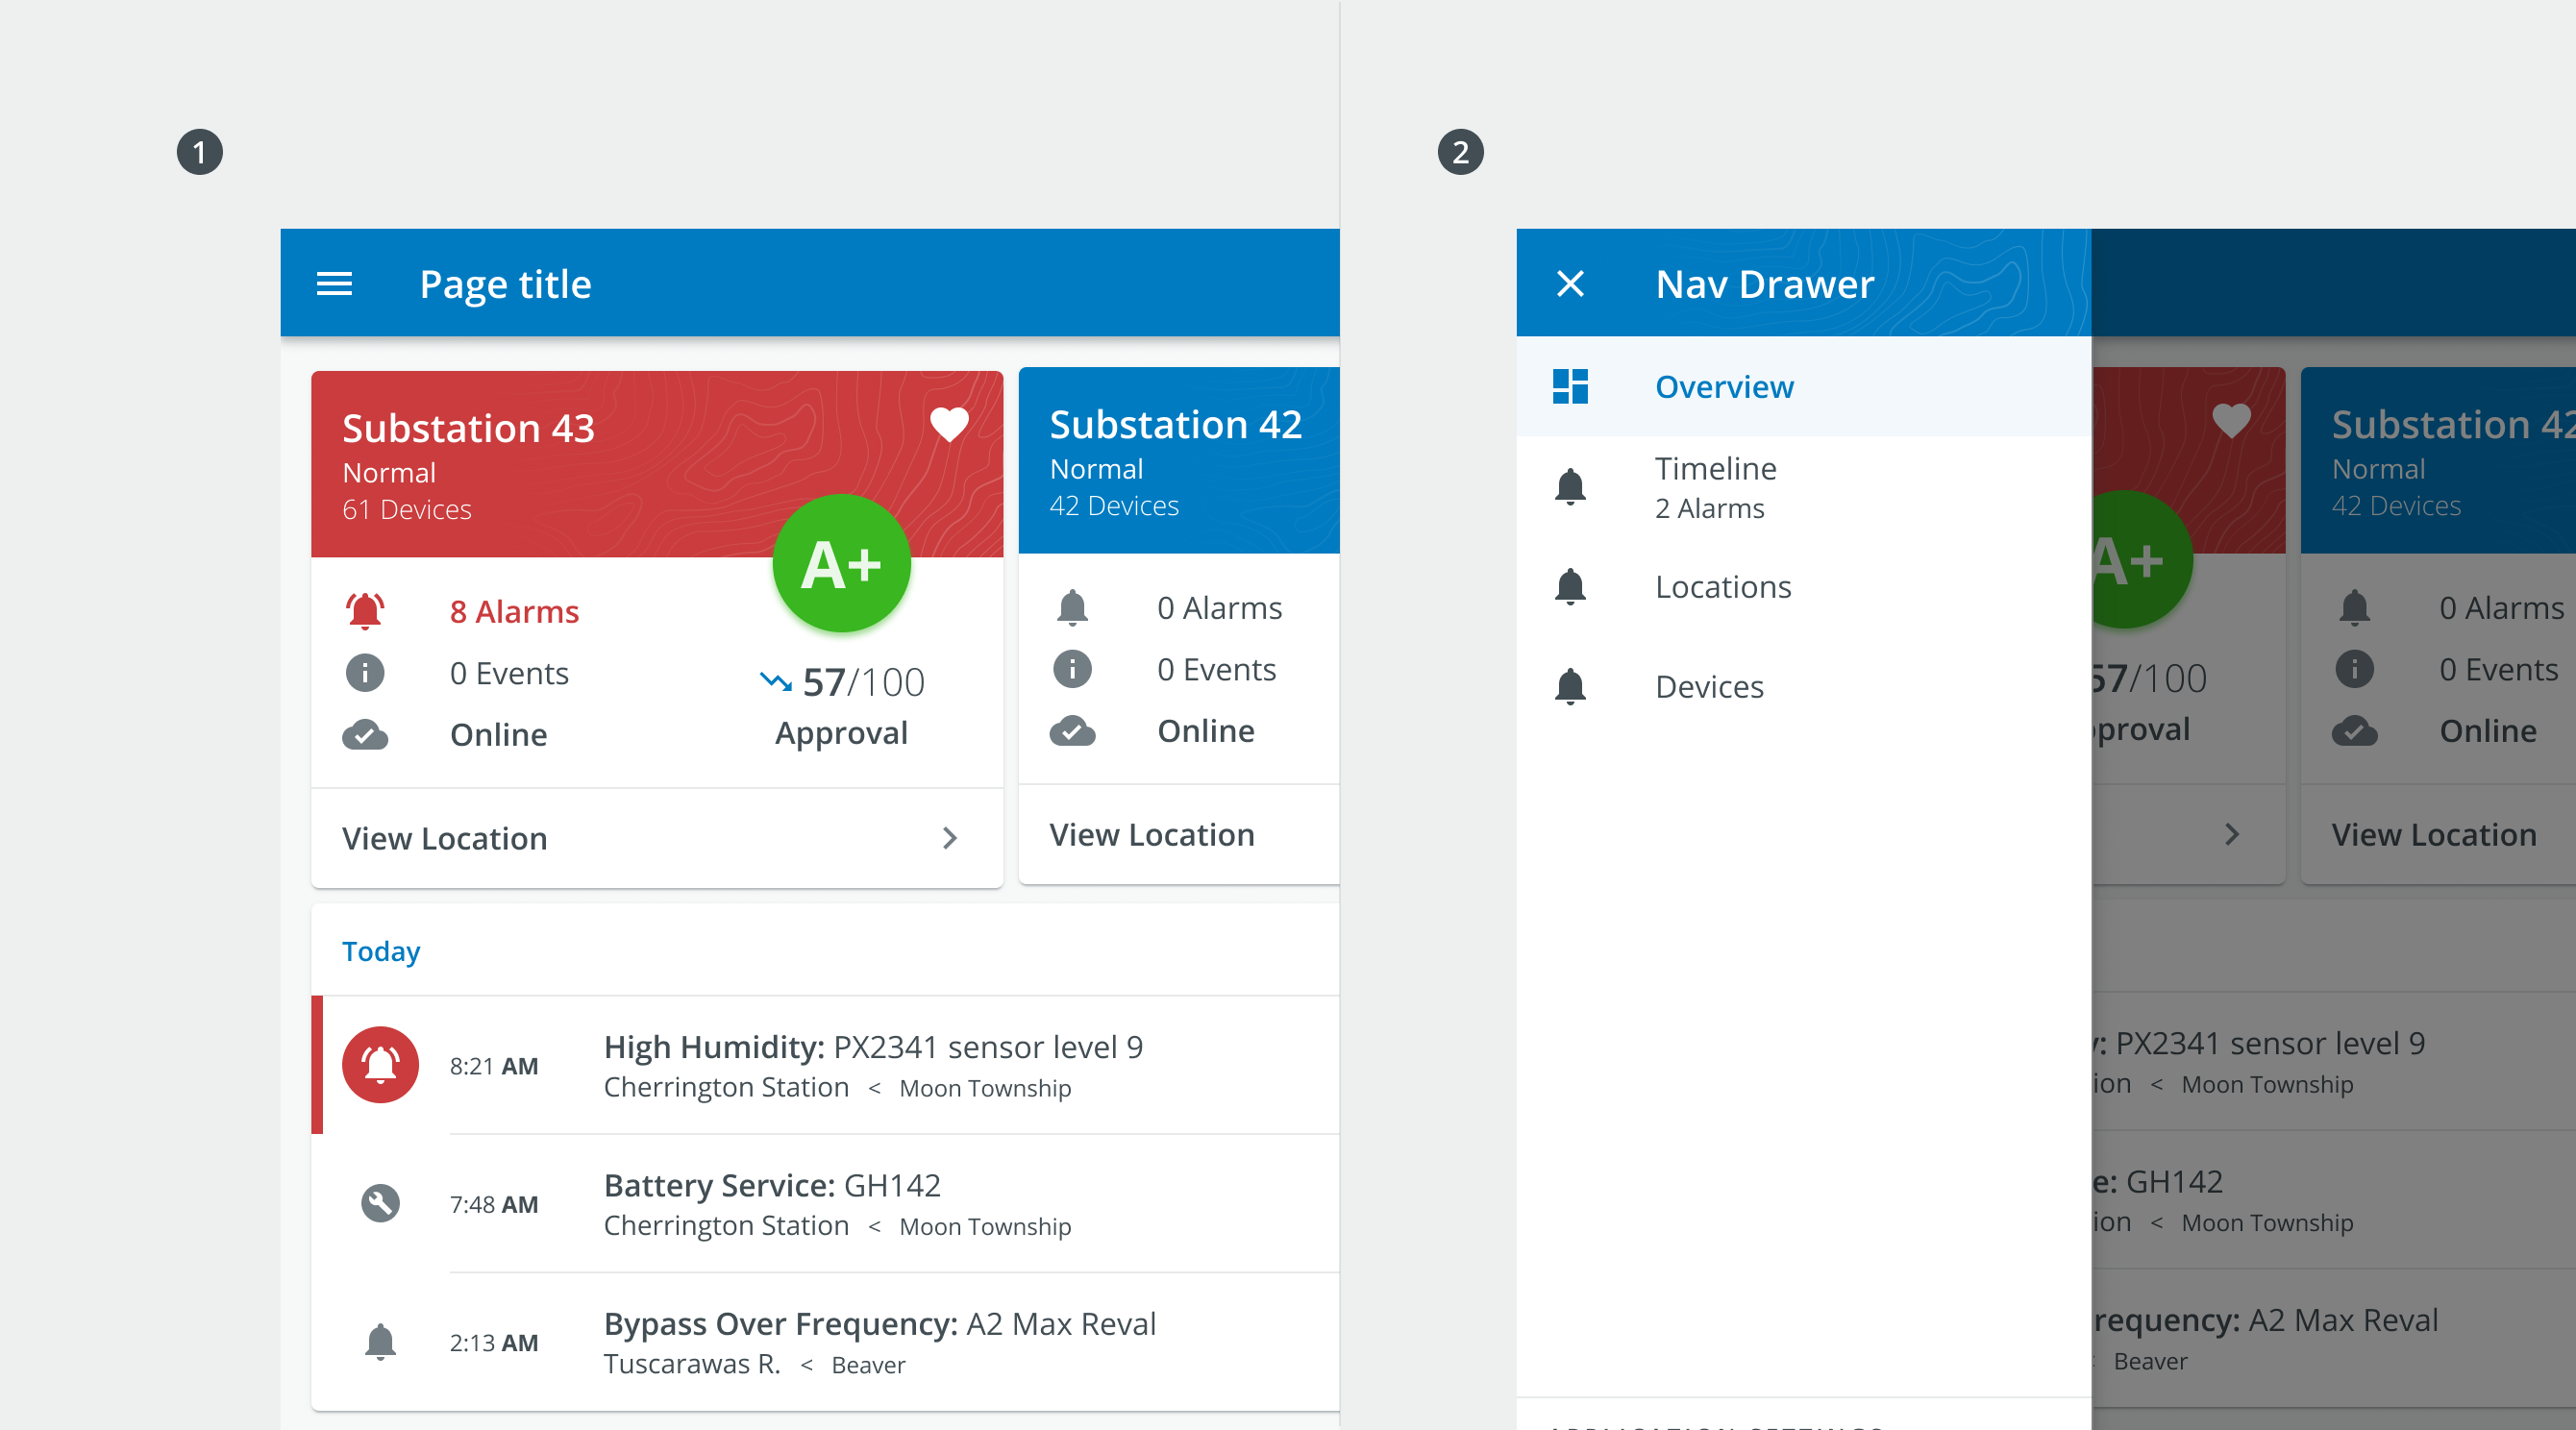 1
Page title
Substation 43
Normal
61 Devices
A+
8 Alarms
0 Events
57/100
Online
Approval
View Location
Substation 42
Normal
42 Devices
0 Alarms
0 Events
Online
View Location
Today
8:21 AM
High Humidity: PX2341 sensor level 9
Cherrington Station < Moon Township
7:48 AM
Battery Service: GH142
Cherrington Station < Moon Township
2:13 AM
Bypass Over Frequency: A2 Max Reval
Tuscarawas R. < Beaver
2
Nav Drawer
Overview
Timeline
2 Alarms
Locations
Devices
APPLICATION SETTINGS
A+
57/100
pproval
Substation 42
Normal
42 Devices
0 Alarms
0 Events
Online
View Location
y: PX2341 sensor level 9
ion < Moon Township
e: GH142
ion < Moon Township
requency: A2 Max Reval
Beaver